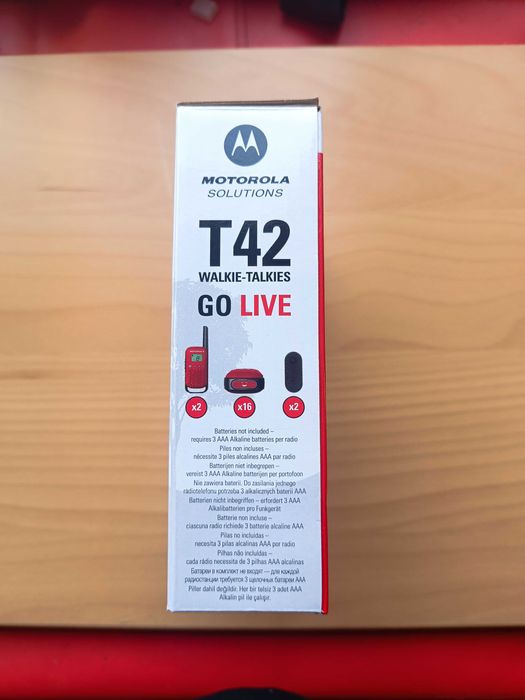 MOTOROLA
SOLUTIONS
T42
WALKIE-TALKIES
GO LIVE
x2 x16 x2
Batteries not included –
requires 3 AAA Alkaline batteries per radio
Piles non incluses –
nécessite 3 piles alcalines AAA par radio
Batterijen niet inbegrepen –
vereist 3 AAA Alkaline batterijen per portofoon
Nie zawiera baterii. Do zasilania jednego
radiotelefonu potrzeba 3 alkalicznych baterii AAA
Batterien nicht inbegriffen – erfordert 3 AAA
Alkalibatterien pro Funkgerät
Batterie non incluse –
ciascuna radio richiede 3 batterie alcaline AAA
Pilas no incluidas –
necesita 3 pilas alcalinas AAA por radio
Pilhas não incluídas –
cada rádio necessita de 3 pilhas AAA alcalinas
Батареи в комплект не входят — для каждой
радиостанции требуется 3 щелочных батареи AAA
Piller dahil değildir. Her bir telsiz 3 adet AAA
Alkalin pil ile çalışır.